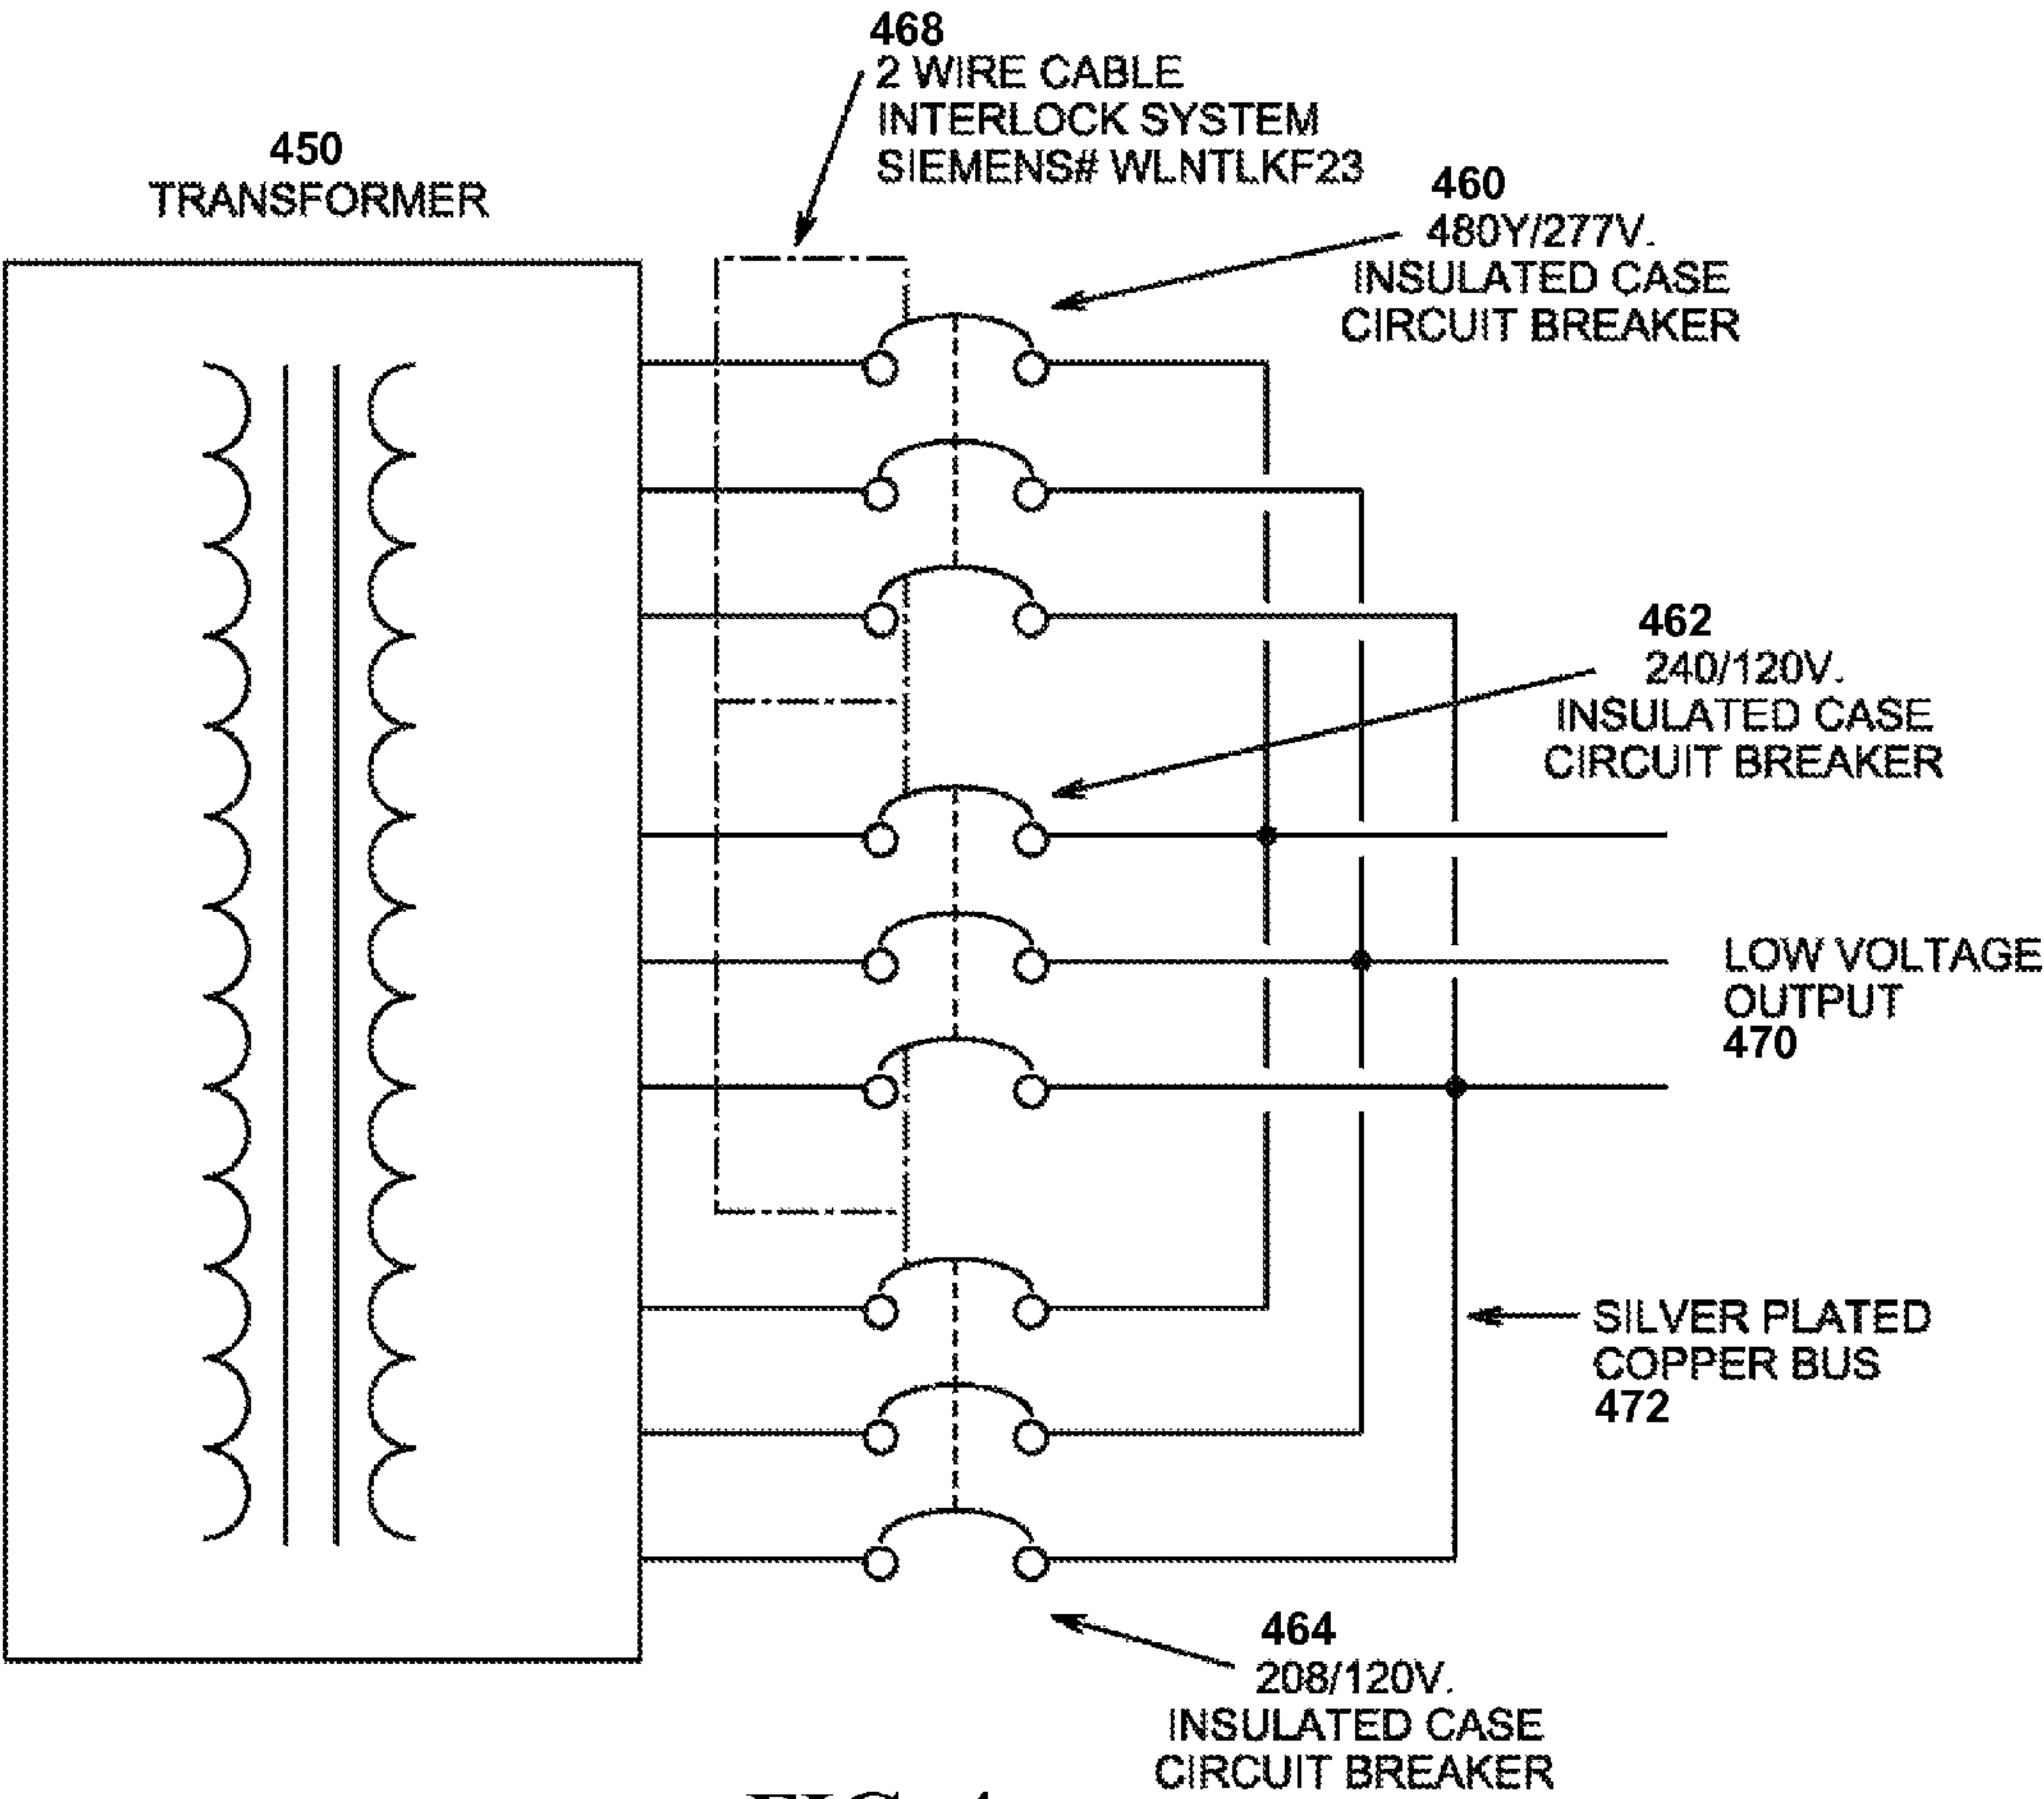 468
2 WIRE CABLE
INTERLOCK SYSTEM
SIEMENS# WLNTLKF23
450
TRANSFORMER
460
480Y/277V.
INSULATED CASE
CIRCUIT BREAKER
462
240/120V.
INSULATED CASE
CIRCUIT BREAKER
LOW VOLTAGE
OUTPUT
470
SILVER PLATED
COPPER BUS
472
464
208/120V.
INSULATED CASE
CIRCUIT BREAKER